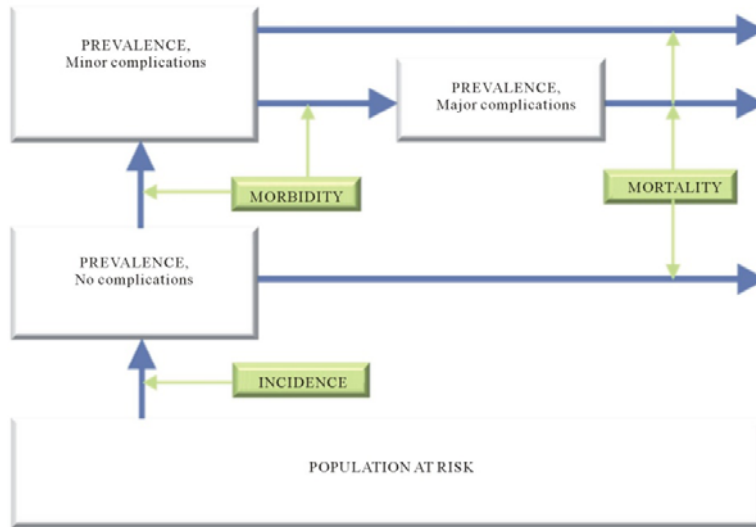 PREVALENCE,
Minor complications
PREVALENCE,
Major complications
MORBIDITY
MORTALITY
PREVALENCE,
No complications
INCIDENCE
POPULATION AT RISK